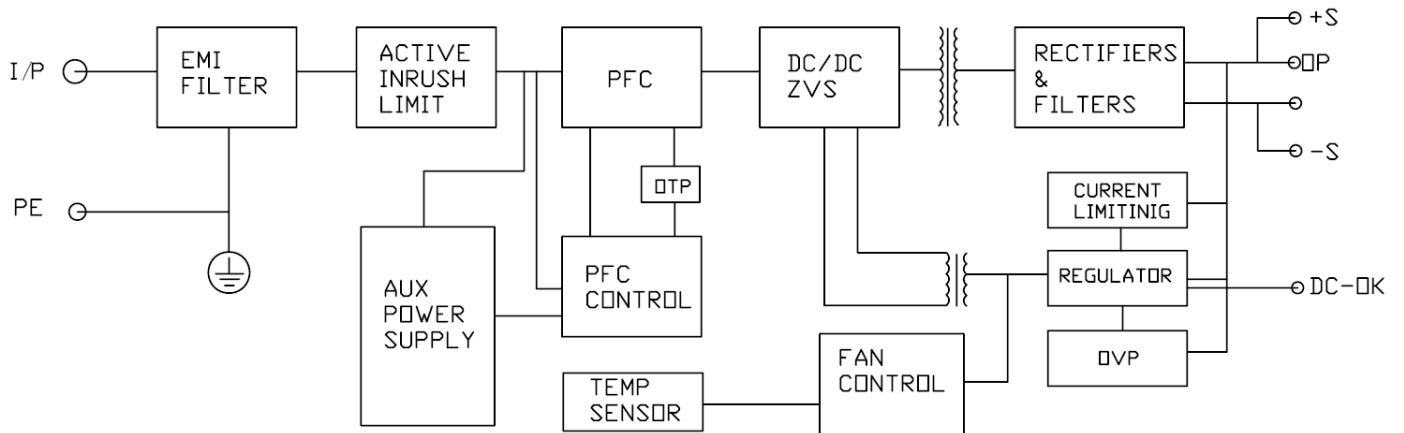 I/P
EMI
FILTER
ACTIVE
INRUSH
LIMIT
PFC
DC/DC
ZVS
RECTIFIERS
&
FILTERS
+S
OP
-S
PE
OTP
CURRENT
LIMITINIG
AUX
POWER
SUPPLY
PFC
CONTROL
REGULATOR
DC-OK
OVP
FAN
CONTROL
TEMP
SENSOR